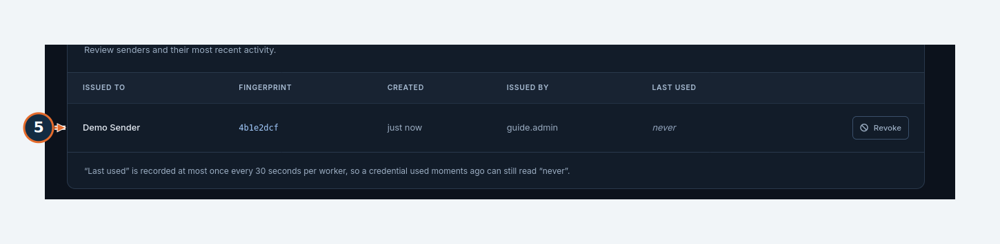 Review senders and their most recent activity.
ISSUED TO FINGERPRINT CREATED ISSUED BY LAST USED
5 Demo Sender 4b1e2dcf just now guide.admin never Revoke
“Last used” is recorded at most once every 30 seconds per worker, so a credential used moments ago can still read “never”.